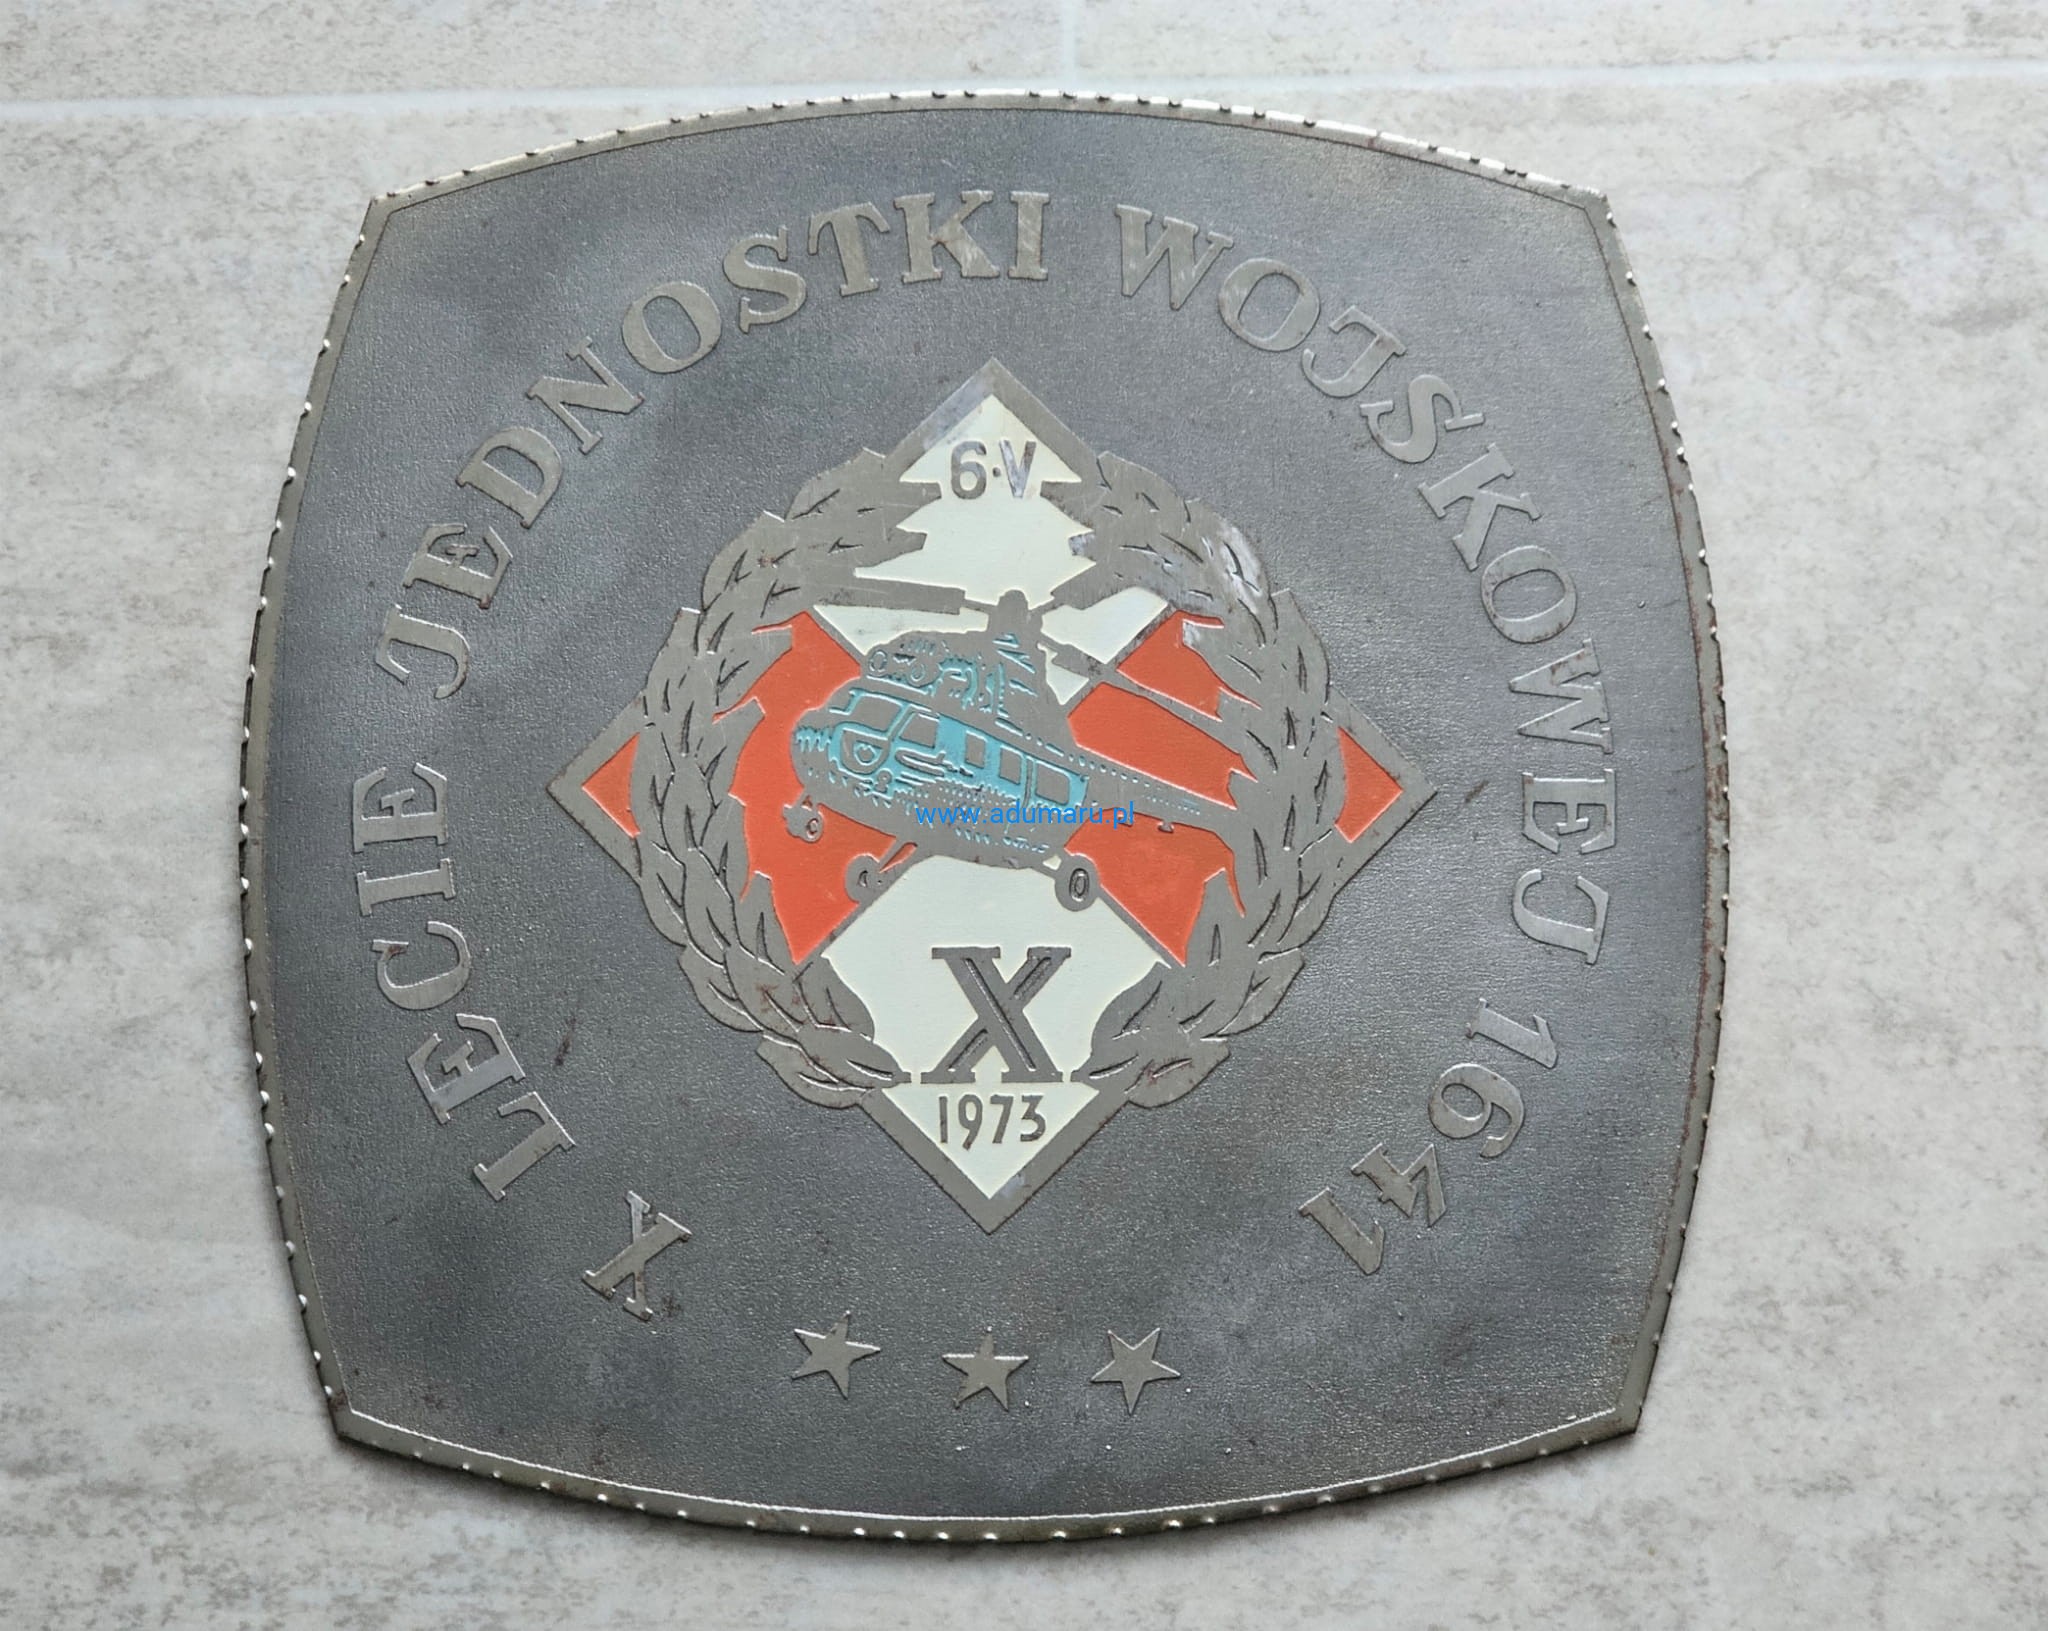 X LECIE JEDNOSTKI WOJSKOWEJ 1641
6·V
www.adumaru.pl
X
1973